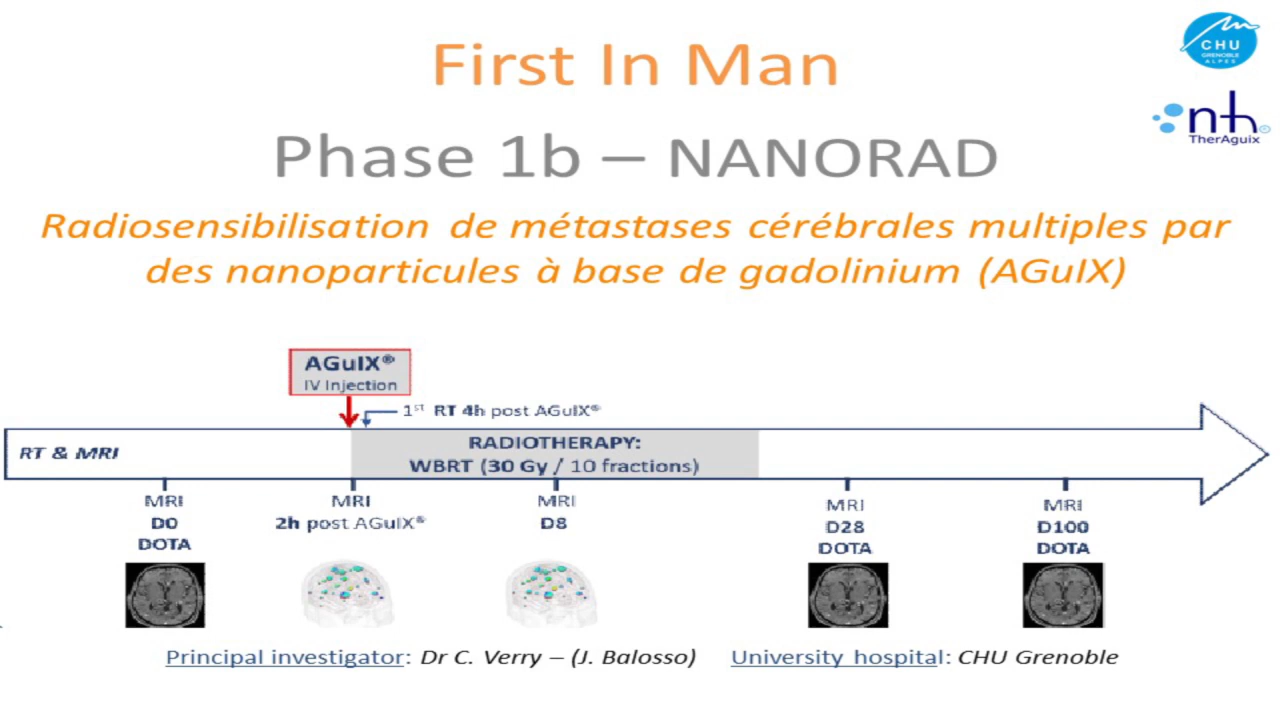 First In Man
CHU
GRENOBLE
ALPES
nh
TherAguix
Phase 1b – NANORAD
Radiosensibilisation de métastases cérébrales multiples par
des nanoparticules à base de gadolinium (AGuIX)
AGuIX®
IV Injection
1ST RT 4h post AGuIX®
RT & MRI
RADIOTHERAPY:
WBRT (30 Gy / 10 fractions)
MRI
D0
DOTA
MRI
2h post AGuIX®
MRI
D8
MRI
D28
DOTA
MRI
D100
DOTA
Principal investigator: Dr C. Verry – (J. Balosso) University hospital: CHU Grenoble